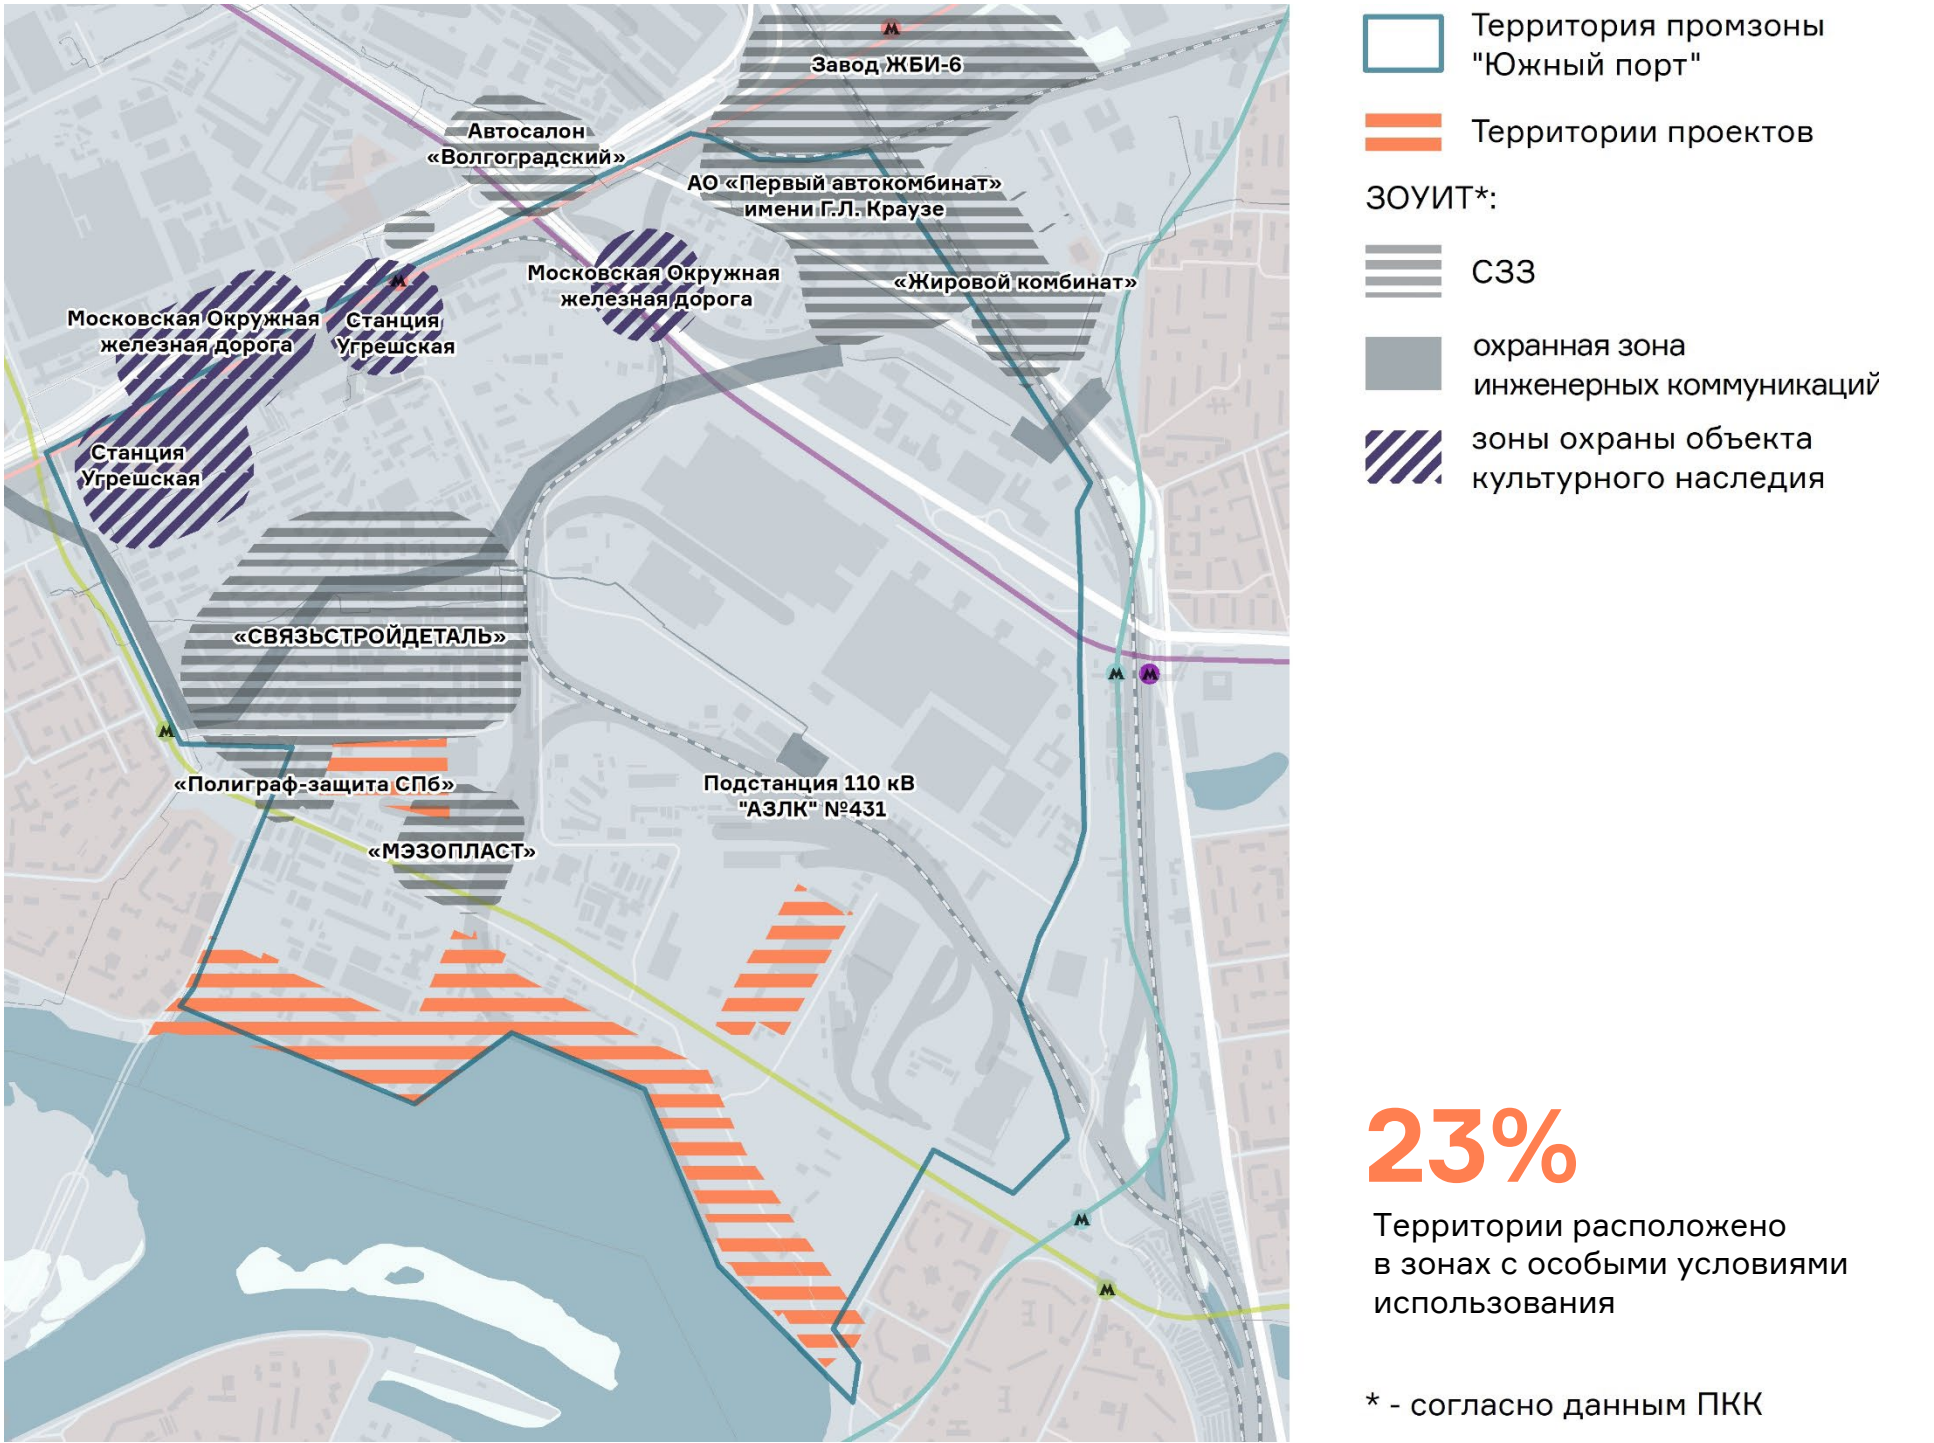 Завод ЖБИ-6
Автосалон
«Волгоградский»
АО «Первый автокомбинат»
имени Г.Л. Краузе
Московская Окружная
железная дорога
«Жировой комбинат»
Московская Окружная
железная дорога
Станция
Угрешская
Станция
Угрешская
«СВЯЗЬСТРОЙДЕТАЛЬ»
«Полиграф-защита СПб»
Подстанция 110 кВ
"АЗЛК" №431
«МЭЗОПЛАСТ»
М
М
М
М
М
М
М
Территория промзоны
"Южный порт"
Территории проектов
ЗОУИТ*:
СЗЗ
охранная зона
инженерных коммуникаций
зоны охраны объекта
культурного наследия
23%
Территории расположено
в зонах с особыми условиями
использования
* - согласно данным ПКК